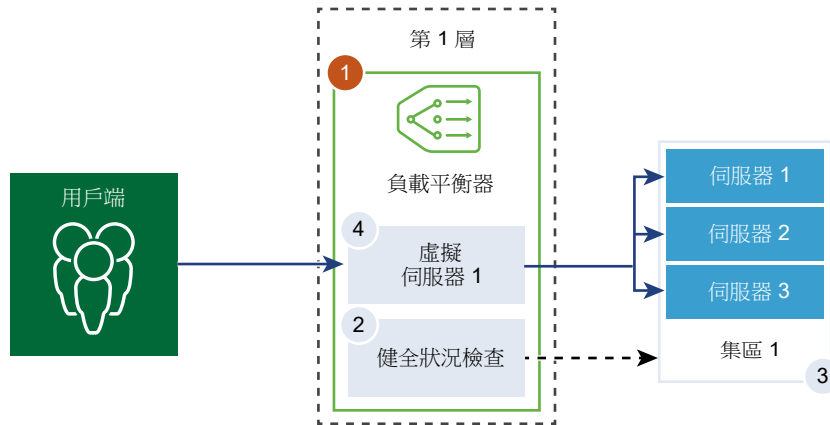 第 1 層
1
負載平衡器
用戶端
4
虛擬
伺服器 1
2
健全狀況檢查
伺服器 1
伺服器 2
伺服器 3
集區 1
3